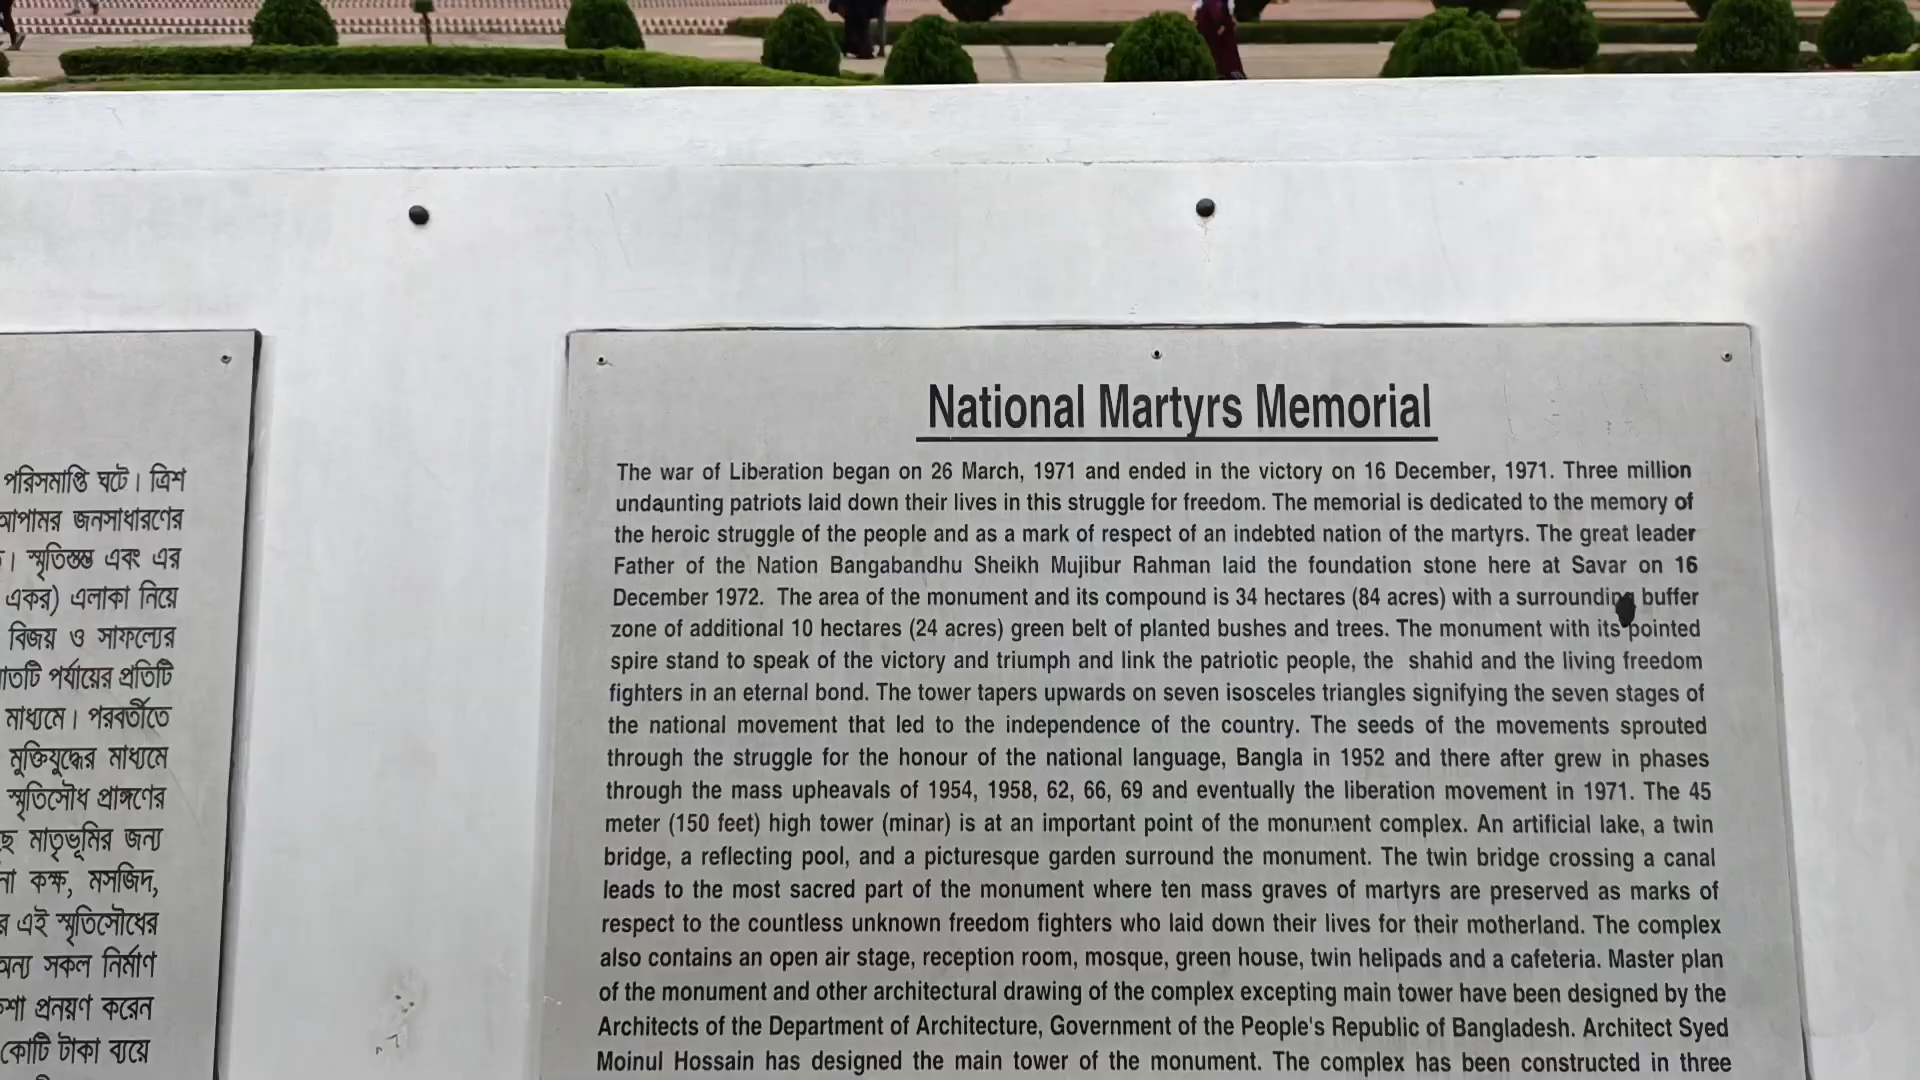 পরিসমাপ্তি ঘটে। ত্রিশ
আপামর জনসাধারণের
। স্মৃতিস্তম্ভ এবং এর
একর) এলাকা নিয়ে
বিজয় ও সাফল্যের
পর্যায়ের প্রতিটি
মাধ্যমে। পরবর্তীতে
মুক্তিযুদ্ধের মাধ্যমে
স্মৃতিসৌধ প্রাঙ্গণের
মাতৃভূমির জন্য
কক্ষ, মসজিদ,
এই স্মৃতিসৌধের
সকল নির্মাণ
প্রনয়ণ করেন
কোটি টাকা ব্যয়ে
National Martyrs Memorial
The war of Liberation began on 26 March, 1971 and ended in the victory on 16 December, 1971. Three million
undaunting patriots laid down their lives in this struggle for freedom. The memorial is dedicated to the memory of
the heroic struggle of the people and as a mark of respect of an indebted nation of the martyrs. The great leader
Father of the Nation Bangabandhu Sheikh Mujibur Rahman laid the foundation stone here at Savar on 16
December 1972. The area of the monument and its compound is 34 hectares (84 acres) with a surrounding buffer
zone of additional 10 hectares (24 acres) green belt of planted bushes and trees. The monument with its pointed
spire stand to speak of the victory and triumph and link the patriotic people, the shahid and the living freedom
fighters in an eternal bond. The tower tapers upwards on seven isosceles triangles signifying the seven stages of
the national movement that led to the independence of the country. The seeds of the movements sprouted
through the struggle for the honour of the national language, Bangla in 1952 and there after grew in phases
through the mass upheavals of 1954, 1958, 62, 66, 69 and eventually the liberation movement in 1971. The 45
meter (150 feet) high tower (minar) is at an important point of the monument complex. An artificial lake, a twin
bridge, a reflecting pool, and a picturesque garden surround the monument. The twin bridge crossing a canal
leads to the most sacred part of the monument where ten mass graves of martyrs are preserved as marks of
respect to the countless unknown freedom fighters who laid down their lives for their motherland. The complex
also contains an open air stage, reception room, mosque, green house, twin helipads and a cafeteria. Master plan
of the monument and other architectural drawing of the complex excepting main tower have been designed by the
Architects of the Department of Architecture, Government of the People's Republic of Bangladesh. Architect Syed
Moinul Hossain has designed the main tower of the monument. The complex has been constructed in three